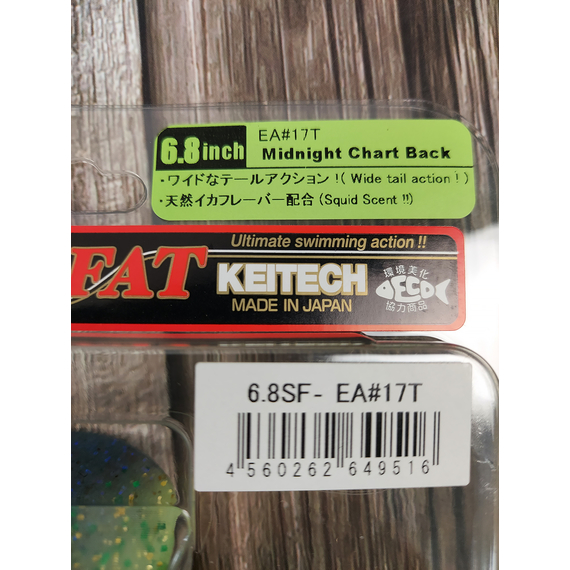 6.8inch
EA#17T
Midnight Chart Back
・ワイドなテールアクション!( Wide tail action ! )
・天然イカフレーバー配合 (Squid Scent !!)
Ultimate swimming action !!
FAT
KEITECH
MADE IN JAPAN
環境美化
ECO
協力商品
6.8SF- EA#17T
4 560262 649516